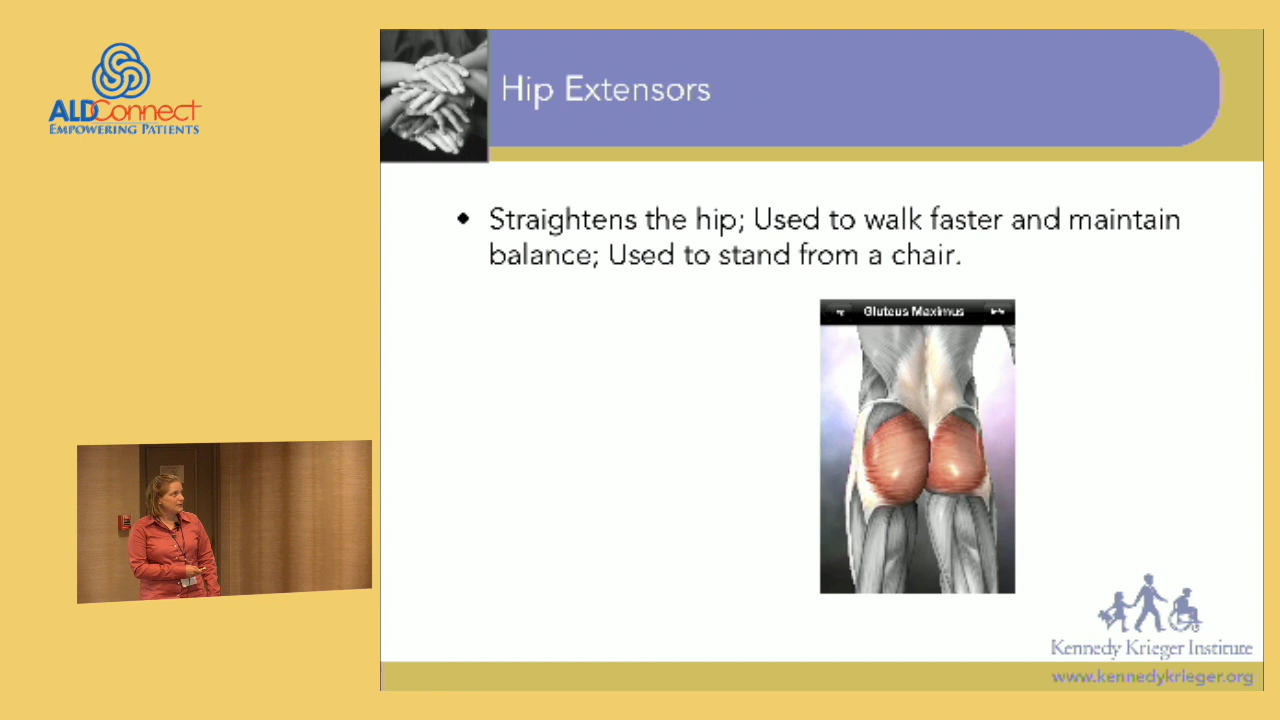 ALDConnect
EMPOWERING PATIENTS
Hip Extensors
Straightens the hip; Used to walk faster and maintain
balance; Used to stand from a chair.
Gluteus Maximus
Kennedy Krieger Institute
www.kennedykrieger.org